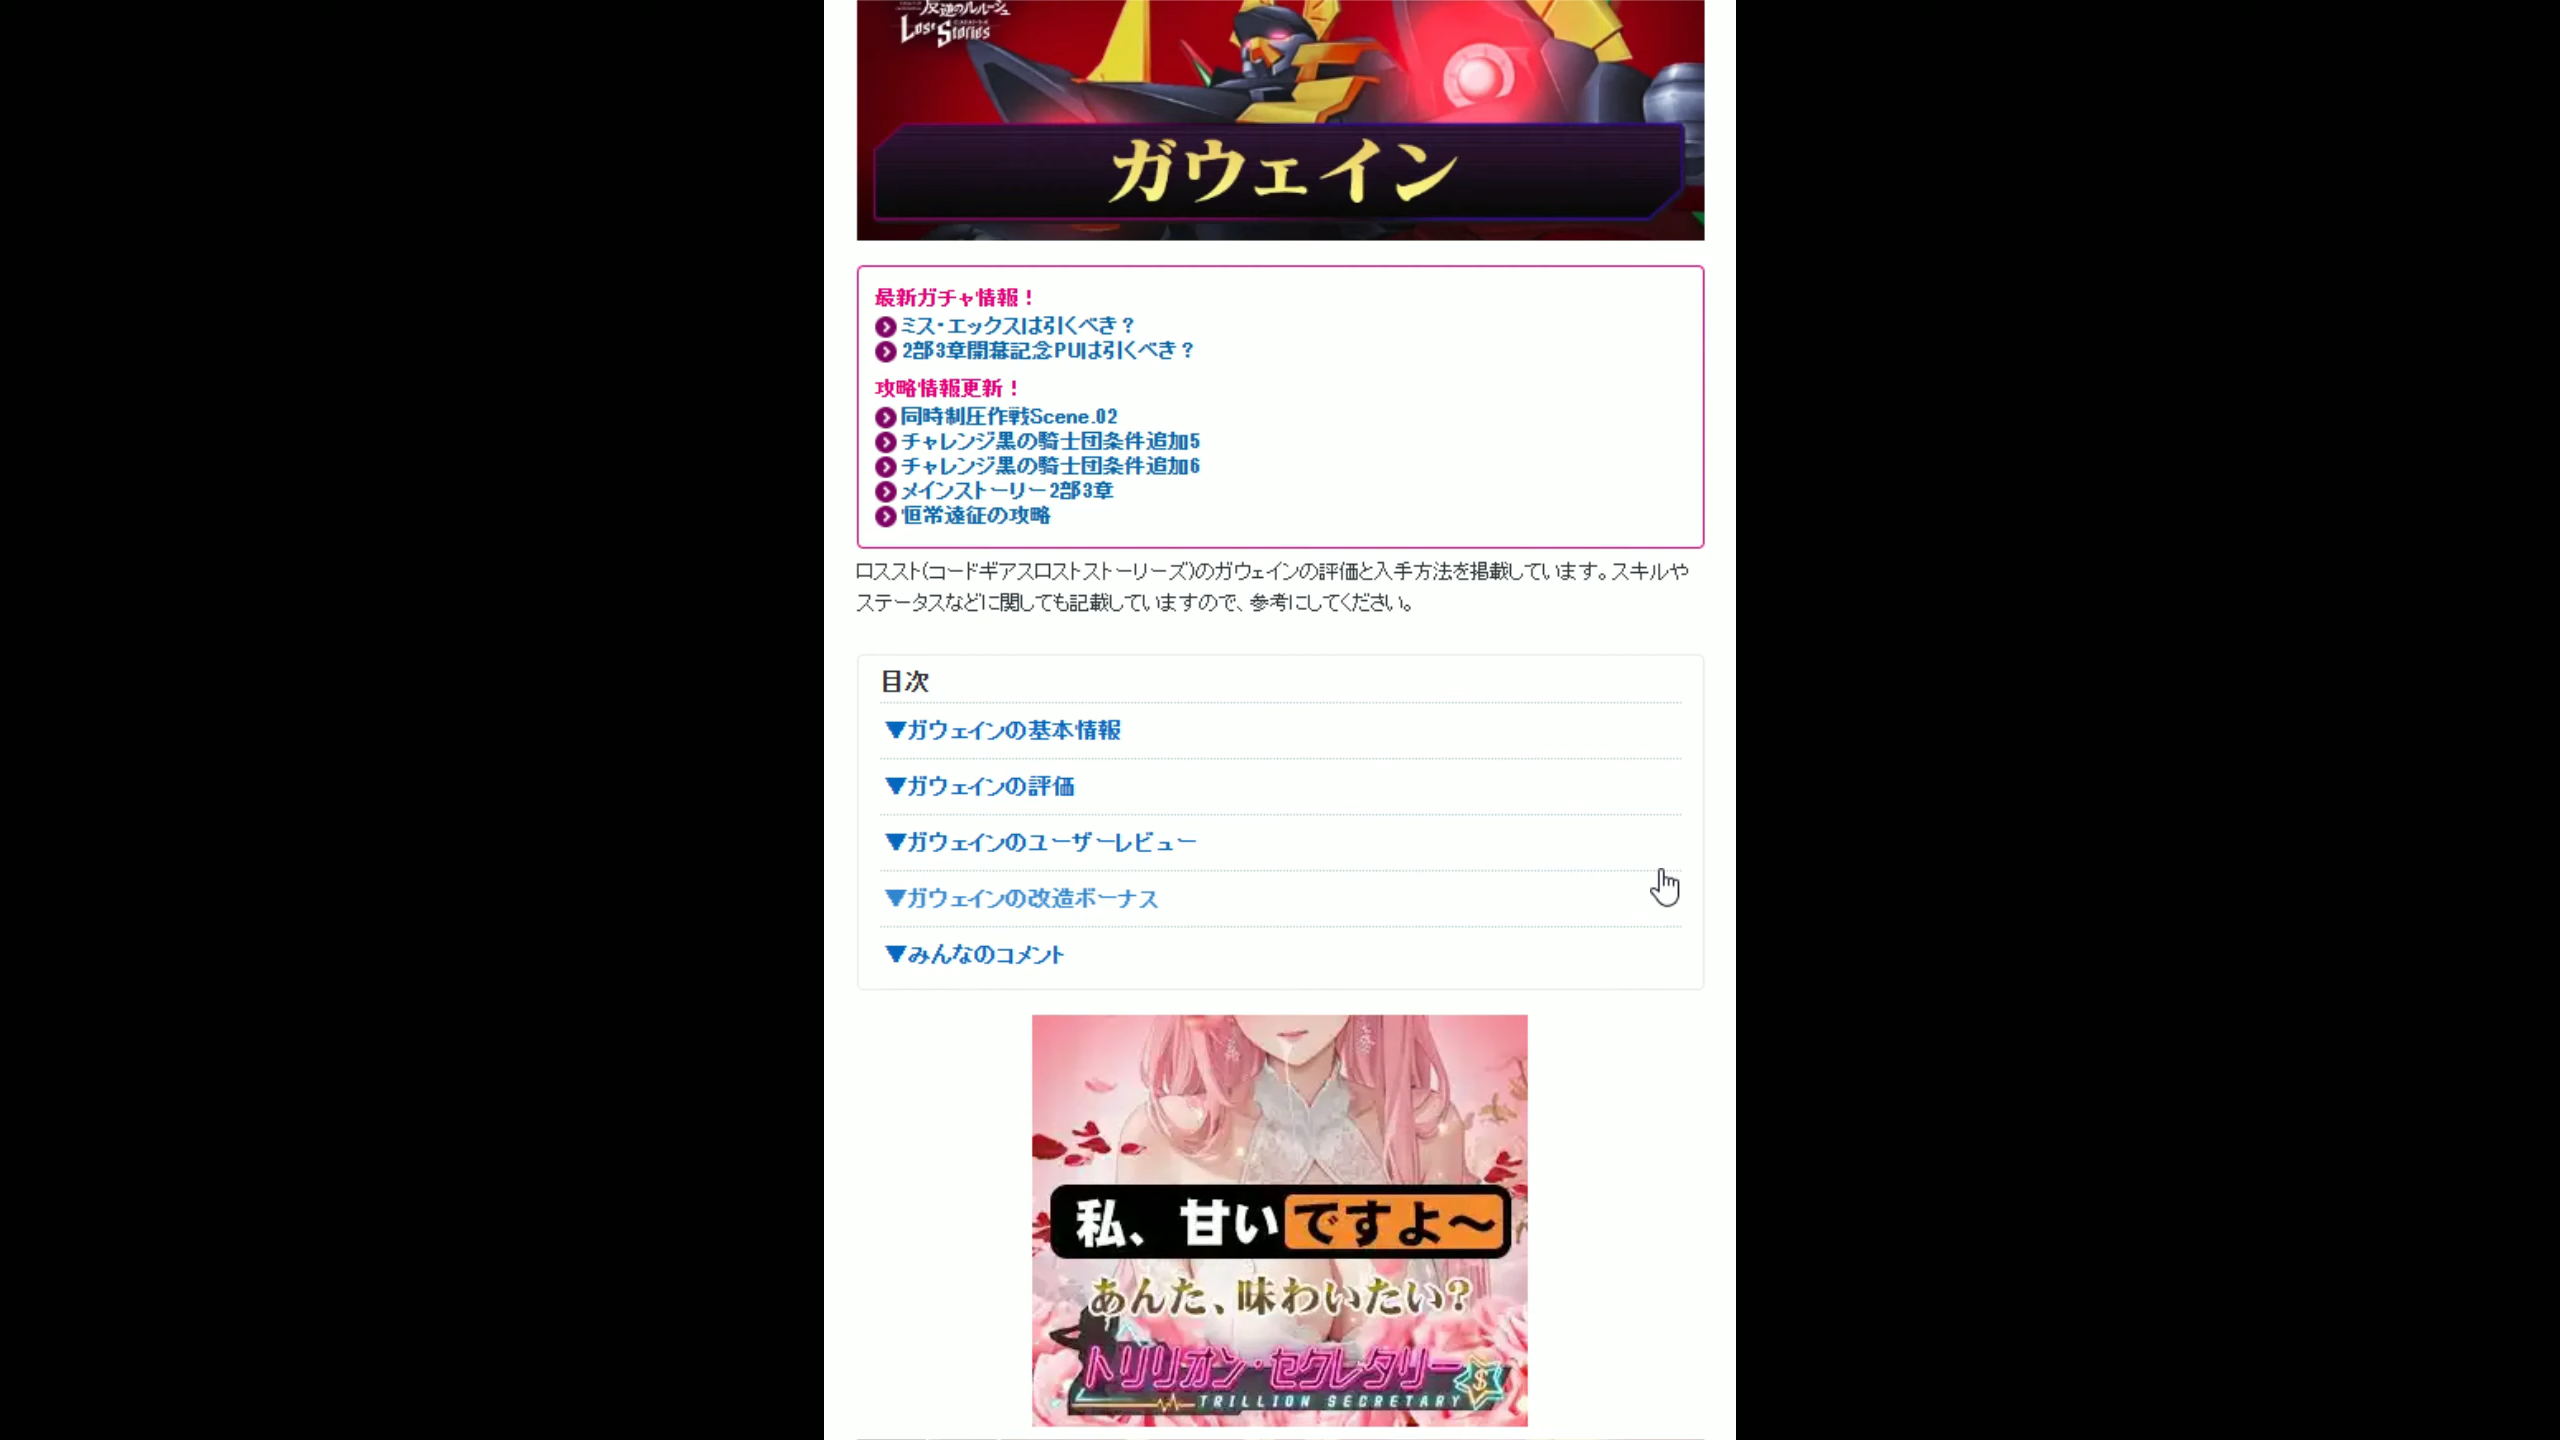 反逆のルルーシュ
Lost Stories
ガウェイン
最新ガチャ情報！
ミス・エックスは引くべき？
2部3章開幕記念PUは引くべき？
攻略情報更新！
同時制圧作戦Scene.02
チャレンジ黒の騎士団条件追加5
チャレンジ黒の騎士団条件追加6
メインストーリー2部3章
恒常遠征の攻略
ロススト(コードギアスロストストーリーズ)のガウェインの評価と入手方法を掲載しています。スキルや
ステータスなどに関しても記載していますので、参考にしてください。
目次
▼ガウェインの基本情報
▼ガウェインの評価
▼ガウェインのユーザーレビュー
▼ガウェインの改造ボーナス
▼みんなのコメント
私、甘いですよ～
あんた、味わいたい？
トリリオン・セクレタリー
TRILLION SECRETARY